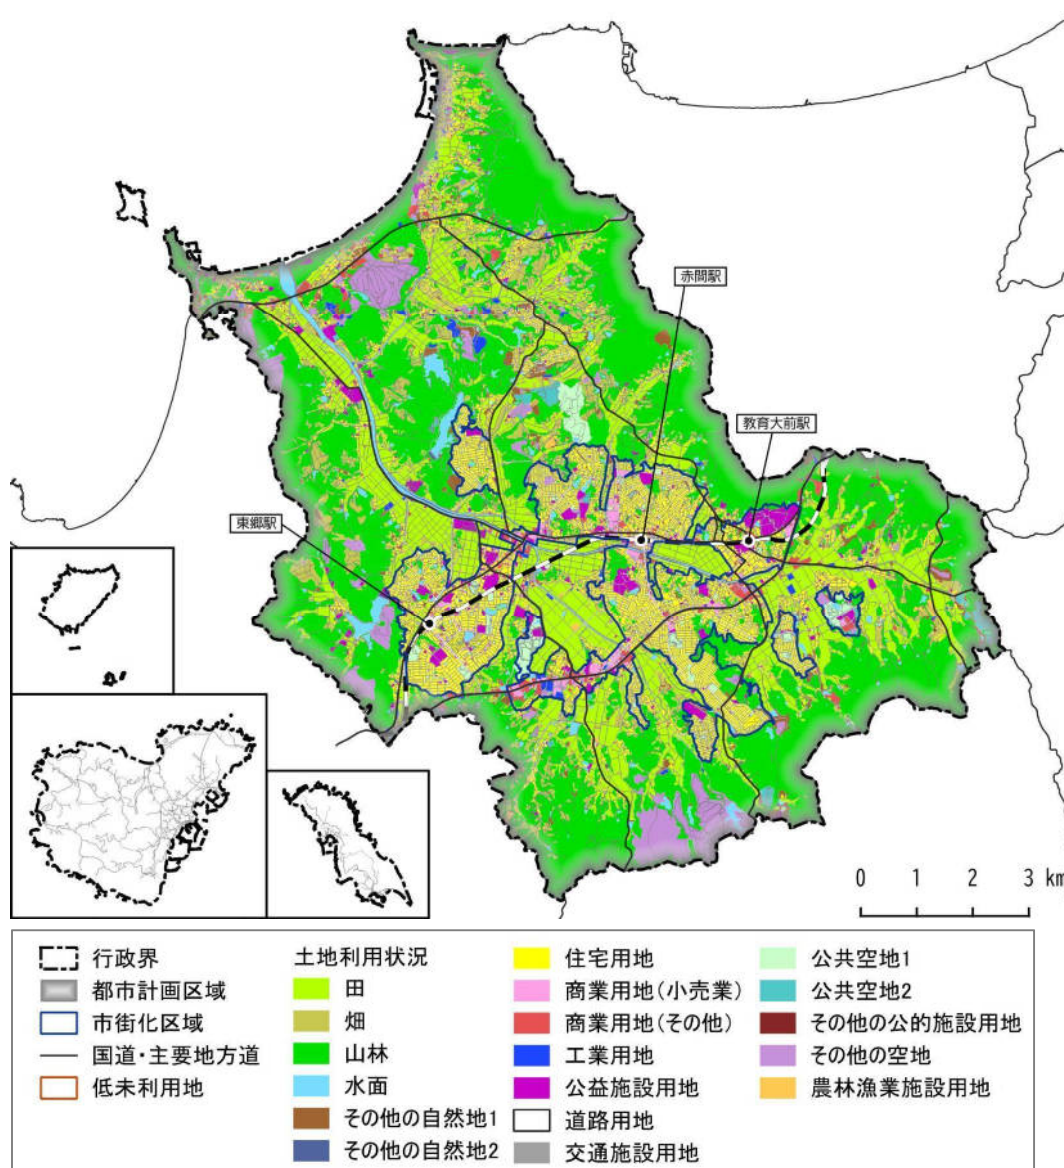 赤間駅
教育大前駅
東郷駅
0 1 2 3 km
行政界
都市計画区域
市街化区域
国道・主要地方道
低未利用地
土地利用状況
田
畑
山林
水面
その他の自然地1
その他の自然地2
住宅用地
商業用地(小売業)
商業用地(その他)
工業用地
公益施設用地
道路用地
交通施設用地
公共空地1
公共空地2
その他の公的施設用地
その他の空地
農林漁業施設用地